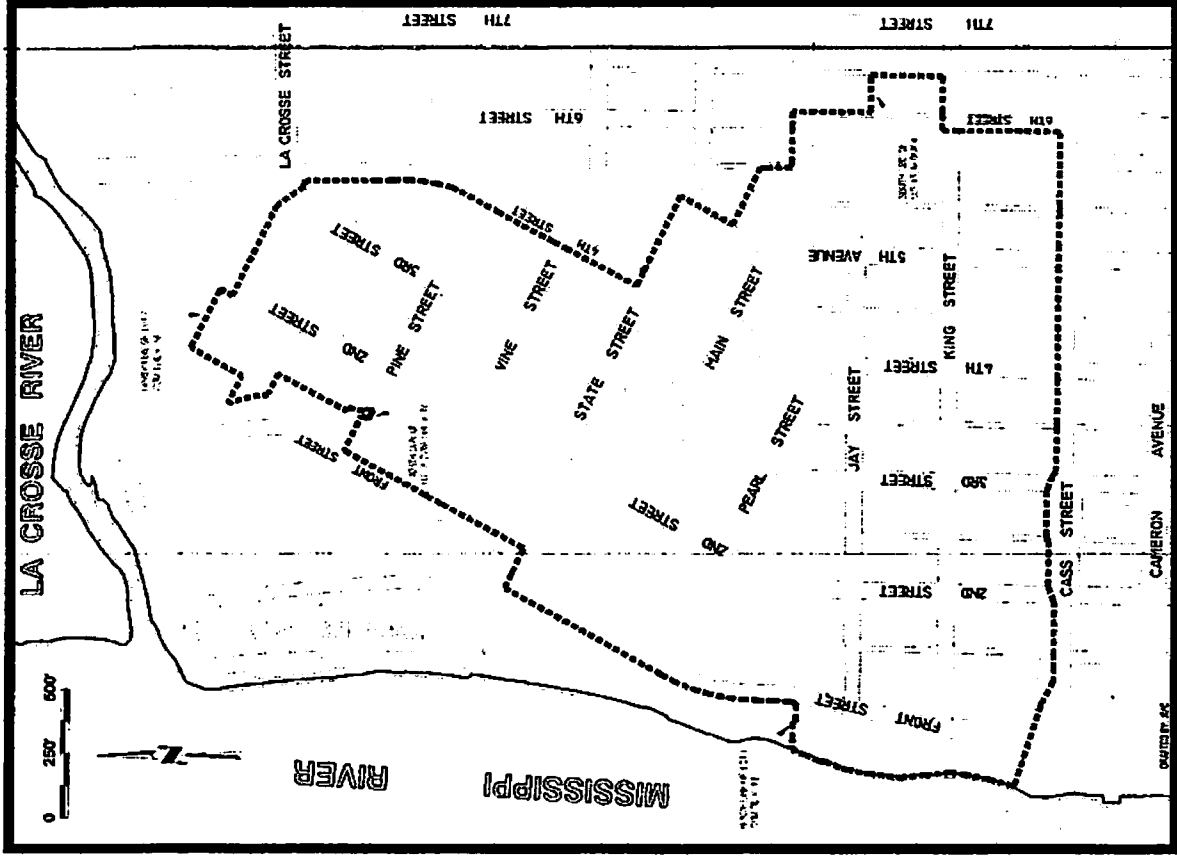 7TH STREET
7TH STREET
LA CROSSE STREET
6TH STREET
6TH STREET
LA CROSSE RIVER
3RD STREET
4TH STREET
2ND STREET
PINE STREET
VINE STREET
STATE STREET
MAIN STREET
5TH AVENUE
KING STREET
4TH STREET
FRONT STREET
PEARL STREET
JAY STREET
2ND STREET
3RD STREET
2ND STREET
CASS STREET
CAMERON AVENUE
FRONT STREET
0 250' 500'
N
MISSISSIPPI RIVER